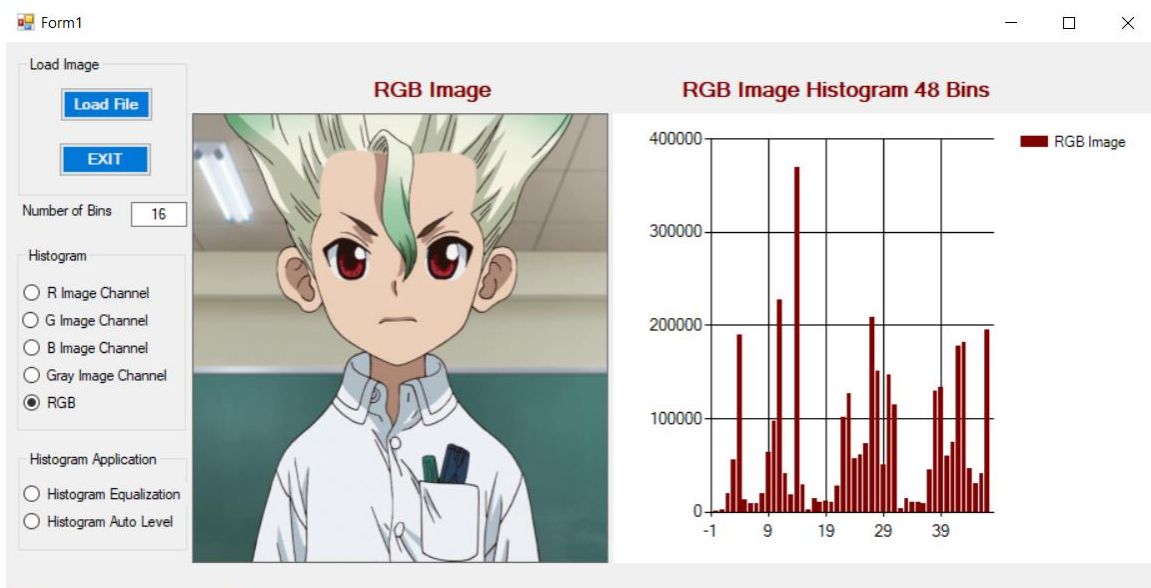 Form1
Load Image
Load File
EXIT
Number of Bins 16
Histogram
R Image Channel
G Image Channel
B Image Channel
Gray Image Channel
RGB
Histogram Application
Histogram Equalization
Histogram Auto Level
RGB Image
RGB Image Histogram 48 Bins
400000
300000
200000
100000
0
-1 9 19 29 39
RGB Image